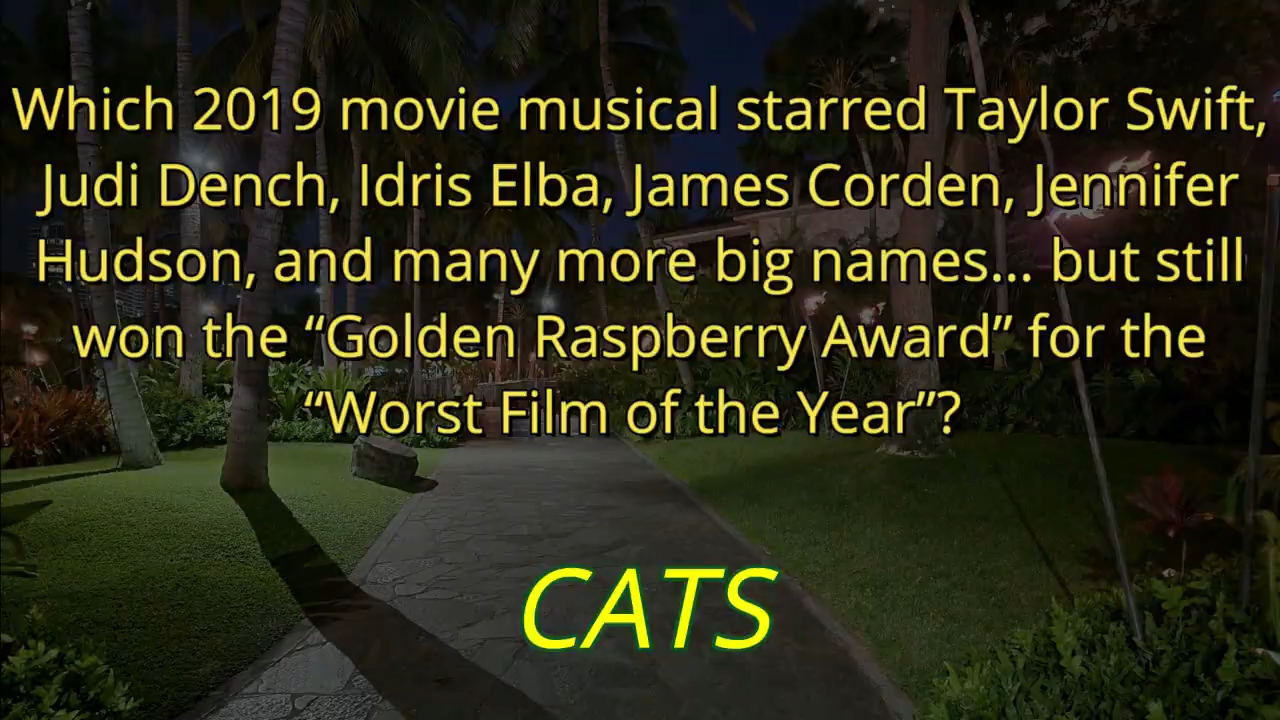 Which 2019 movie musical starred Taylor Swift,
Judi Dench, Idris Elba, James Corden, Jennifer
Hudson, and many more big names... but still
won the “Golden Raspberry Award” for the
“Worst Film of the Year”?
CATS